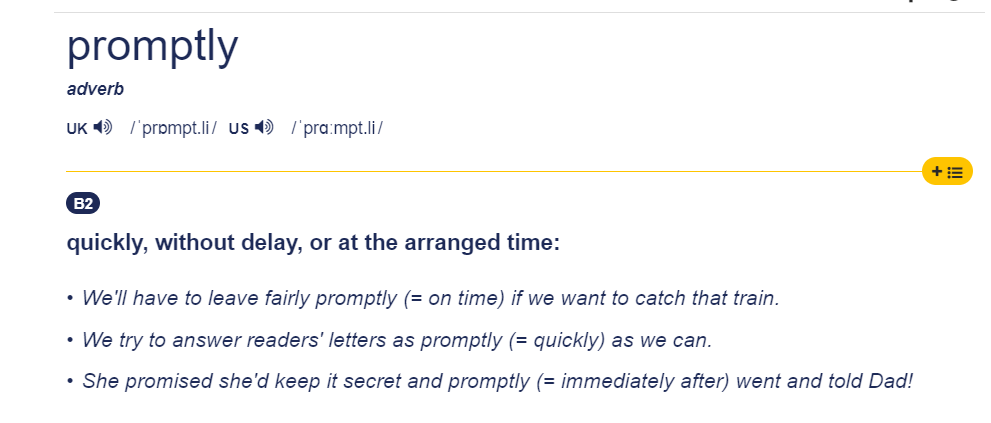 promptly
adverb
UK /ˈprɒmpt.li/ US /ˈprɑːmpt.li/
+
B2
quickly, without delay, or at the arranged time:
• We'll have to leave fairly promptly (= on time) if we want to catch that train.
• We try to answer readers' letters as promptly (= quickly) as we can.
• She promised she'd keep it secret and promptly (= immediately after) went and told Dad!